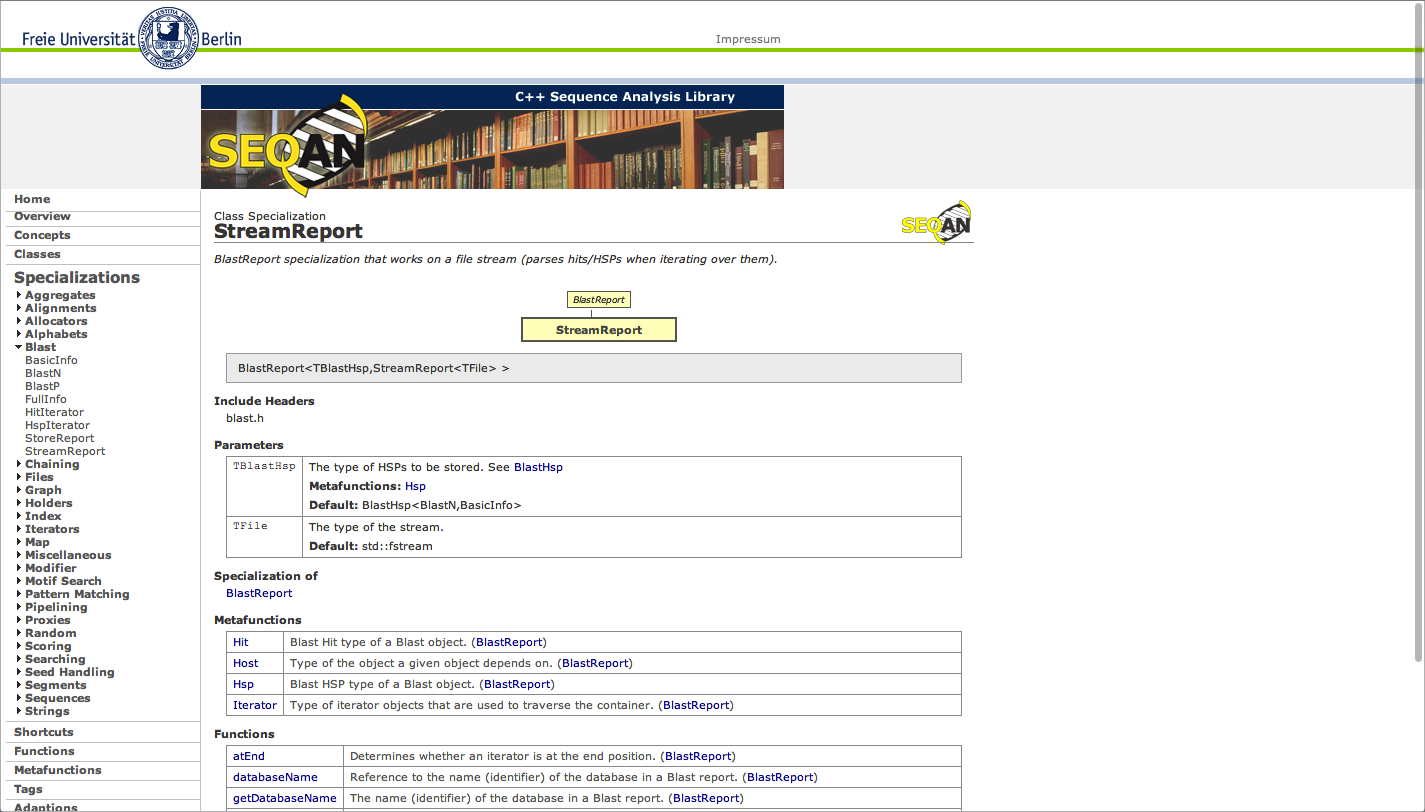 Freie Universität Berlin
Impressum
C++ Sequence Analysis Library
SEQAN
Home
Overview
Concepts
Classes
Specializations
Aggregates
Alignments
Allocators
Alphabets
Blast
BasicInfo
BlastN
BlastP
FullInfo
HitIterator
HspIterator
StoreReport
StreamReport
Chaining
Files
Graph
Holders
Index
Iterators
Map
Miscellaneous
Modifier
Motif Search
Pattern Matching
Pipelining
Proxies
Random
Scoring
Searching
Seed Handling
Segments
Sequences
Strings
Shortcuts
Functions
Metafunctions
Tags
Adaptions
Class Specialization
StreamReport
SEQAN
BlastReport specialization that works on a file stream (parses hits/HSPs when iterating over them).
BlastReport
StreamReport
BlastReport<TBlastHsp,StreamReport<TFile> >
Include Headers
blast.h
Parameters
TBlastHsp The type of HSPs to be stored. See BlastHsp
Metafunctions: Hsp
Default: BlastHsp<BlastN,BasicInfo>
TFile The type of the stream.
Default: std::fstream
Specialization of
BlastReport
Metafunctions
Hit Blast Hit type of a Blast object. (BlastReport)
Host Type of the object a given object depends on. (BlastReport)
Hsp Blast HSP type of a Blast object. (BlastReport)
Iterator Type of iterator objects that are used to traverse the container. (BlastReport)
Functions
atEnd Determines whether an iterator is at the end position. (BlastReport)
databaseName Reference to the name (identifier) of the database in a Blast report. (BlastReport)
getDatabaseName The name (identifier) of the database in a Blast report. (BlastReport)